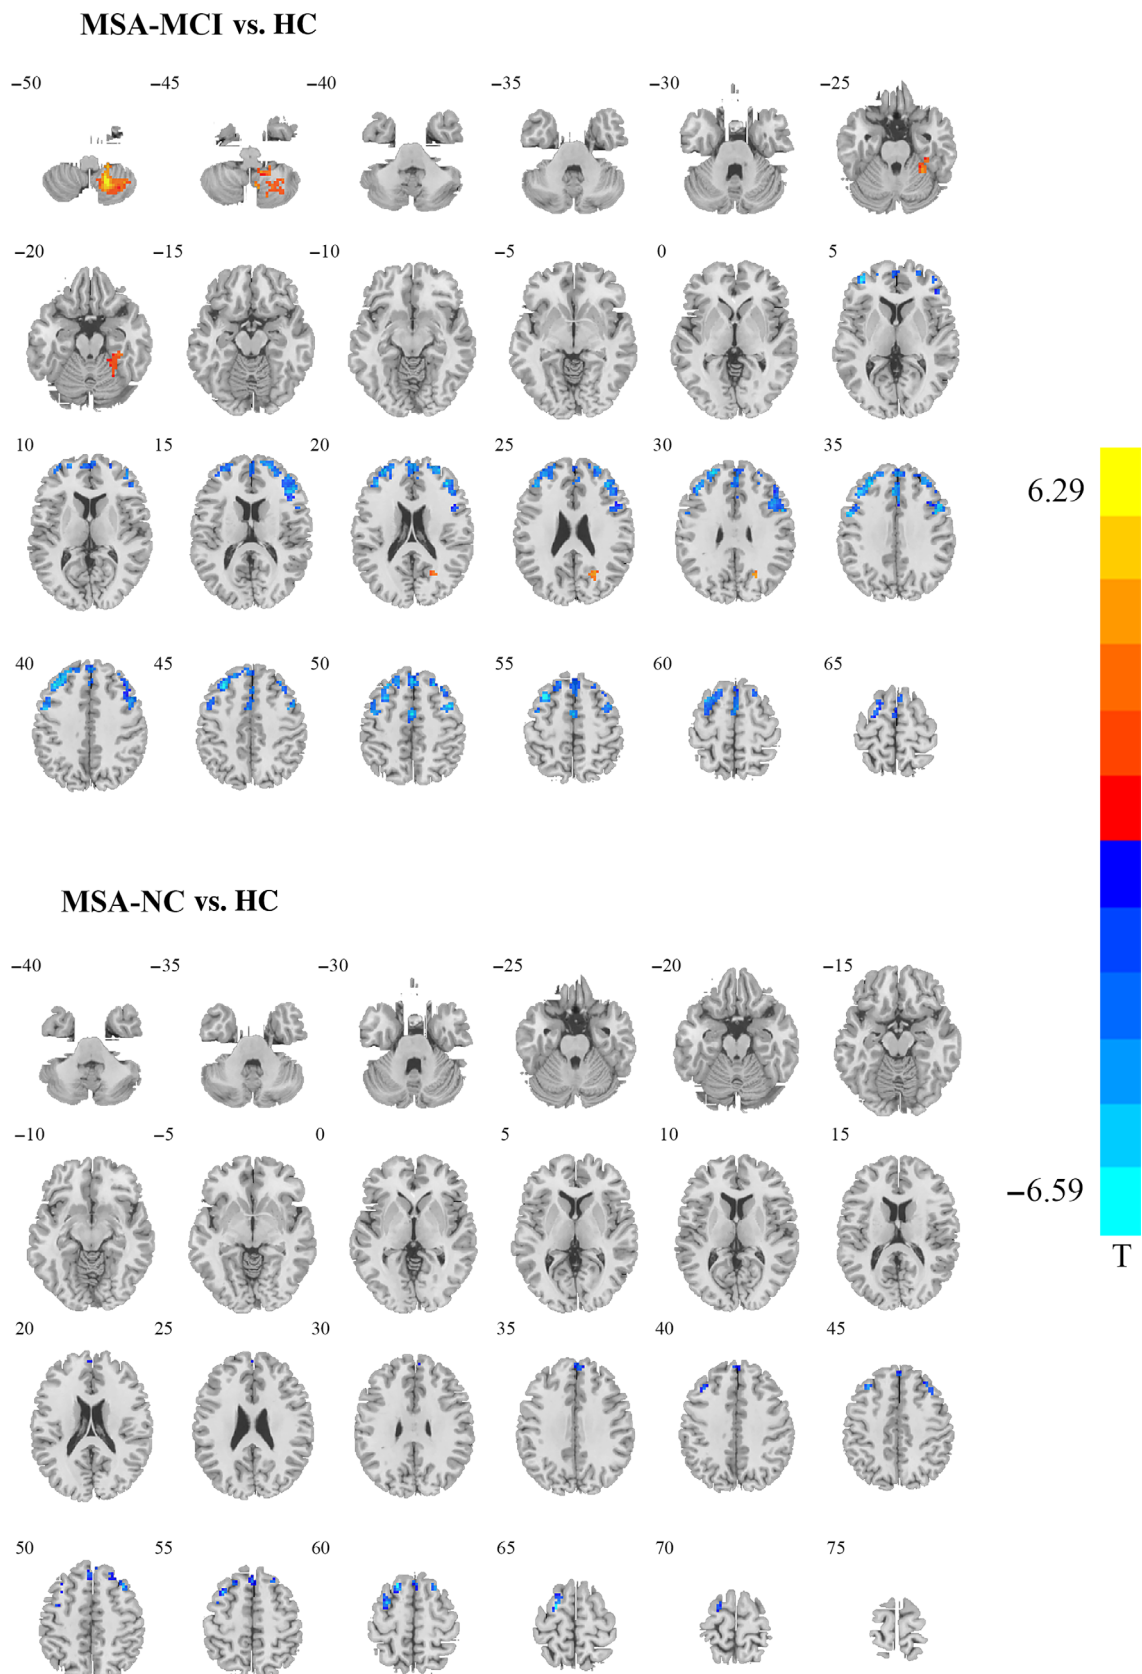 MSA-MCI vs. HC
−50 −45 −40 −35 −30 −25
−20 −15 −10 −5 0 5
10 15 20 25 30 35
6.29
40 45 50 55 60 65
MSA-NC vs. HC
−40 −35 −30 −25 −20 −15
−10 −5 0 5 10 15
−6.59
T
20 25 30 35 40 45
50 55 60 65 70 75